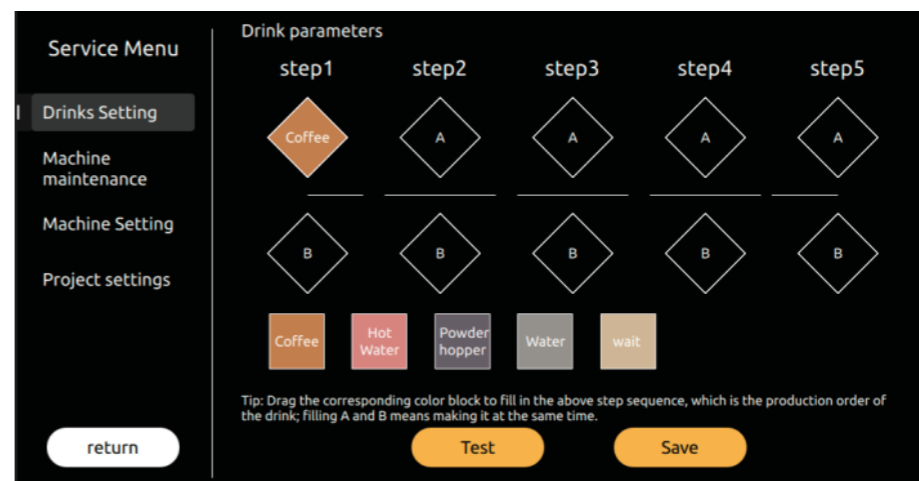 Service Menu
Drinks Setting
Machine
maintenance
Machine Setting
Project settings
return
Drink parameters
step1 step2 step3 step4 step5
Coffee A A A A
B B B B B
Coffee
Hot
Water
Powder
hopper
Water
wait
Tip: Drag the corresponding color block to fill in the above step sequence, which is the production order of
the drink; filling A and B means making it at the same time.
Test Save